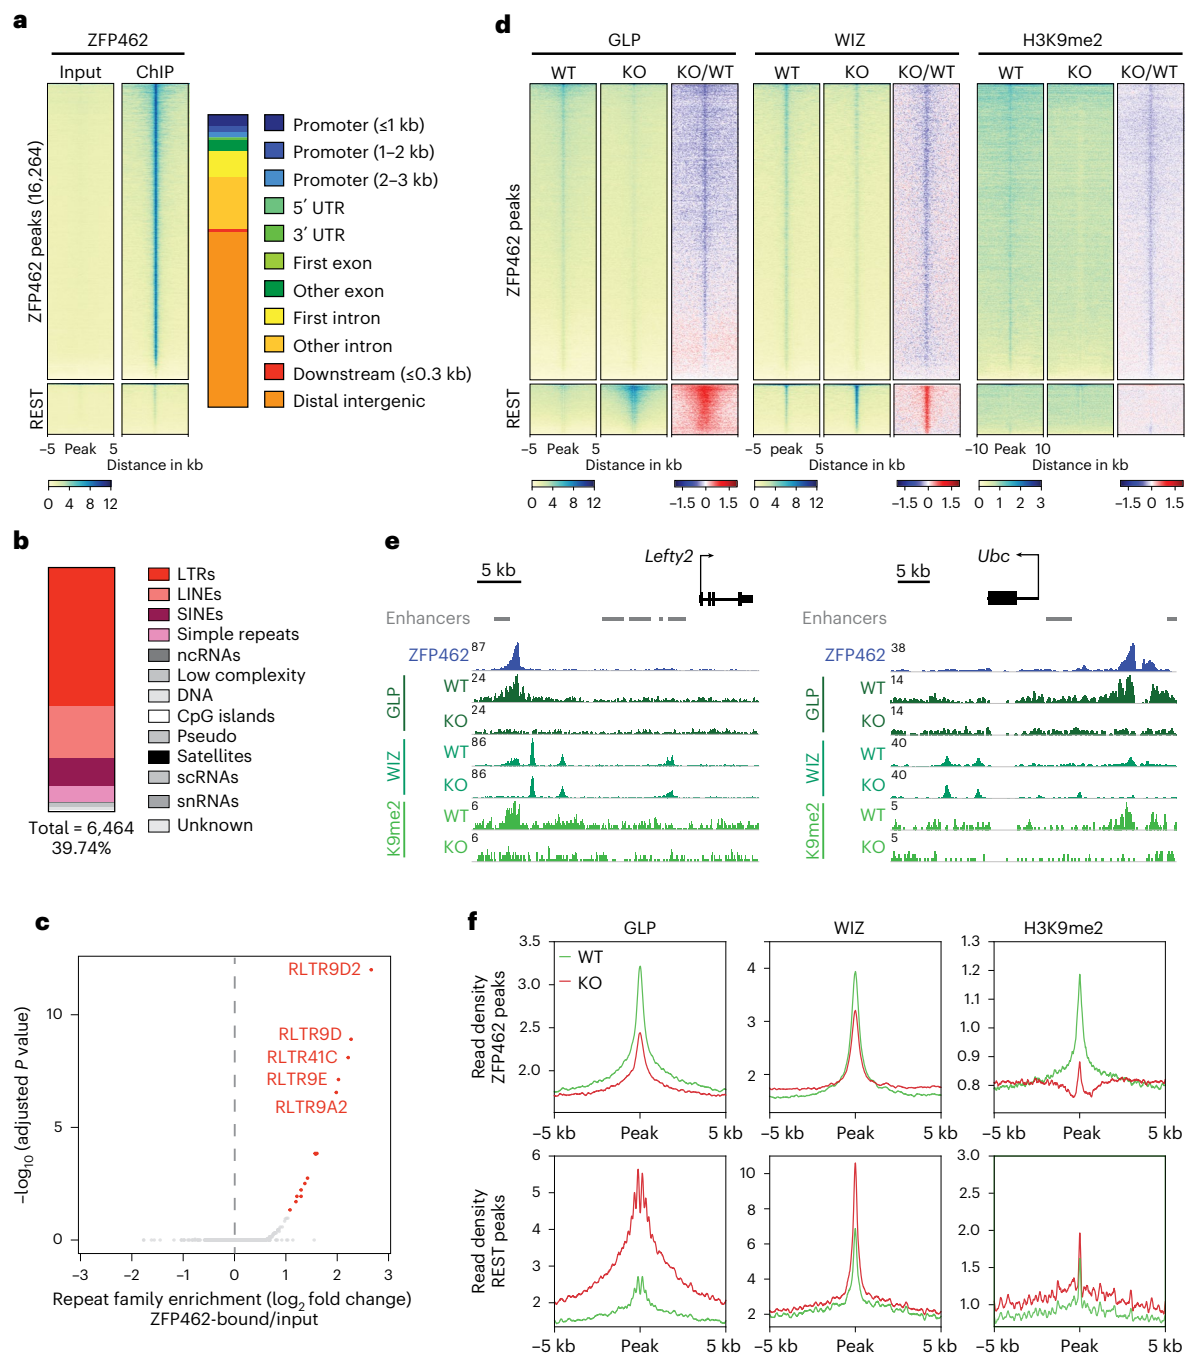 a
ZFP462
Input ChIP
ZFP462 peaks (16,264)
REST
−5 Peak 5
Distance in kb
0 4 8 12
Promoter (≤1 kb)
Promoter (1–2 kb)
Promoter (2–3 kb)
5′ UTR
3′ UTR
First exon
Other exon
First intron
Other intron
Downstream (≤0.3 kb)
Distal intergenic
d
GLP WIZ H3K9me2
WT KO KO/WT WT KO KO/WT WT KO KO/WT
ZFP462 peaks
REST
−5 Peak 5 −5 Peak 5 −10 Peak 10
Distance in kb Distance in kb Distance in kb
0 4 8 12 −1.5 0 1.5 0 4 8 12 −1.5 0 1.5 0 1 2 3 −1.5 0 1.5
b
LTRs
LINEs
SINEs
Simple repeats
ncRNAs
Low complexity
DNA
CpG islands
Pseudo
Satellites
scRNAs
snRNAs
Unknown
Total = 6,464
39.74%
e
5 kb Lefty2
Enhancers
ZFP462 87
GLP
WT 24
KO 24
WIZ
WT 86
KO 86
K9me2
WT 6
KO 6
5 kb Ubc
Enhancers
ZFP462 38
GLP
WT 14
KO 14
WIZ
WT 40
KO 40
K9me2
WT 5
KO 5
c
−log10 (adjusted P value)
10
5
0
RLTR9D2
RLTR9D
RLTR41C
RLTR9E
RLTR9A2
−3 −2 −1 0 1 2 3
Repeat family enrichment (log2 fold change)
ZFP462-bound/input
f
GLP WIZ H3K9me2
Read density
ZFP462 peaks
3.5
3.0
2.5
2.0
WT
KO
4
3
2
1.3
1.2
1.1
1.0
0.9
0.8
−5 kb Peak 5 kb −5 kb Peak 5 kb −5 kb Peak 5 kb
Read density
REST peaks
6
5
4
3
2
10
8
6
4
2
3.0
2.5
2.0
1.5
1.0
−5 kb Peak 5 kb −5 kb Peak 5 kb −5 kb Peak 5 kb